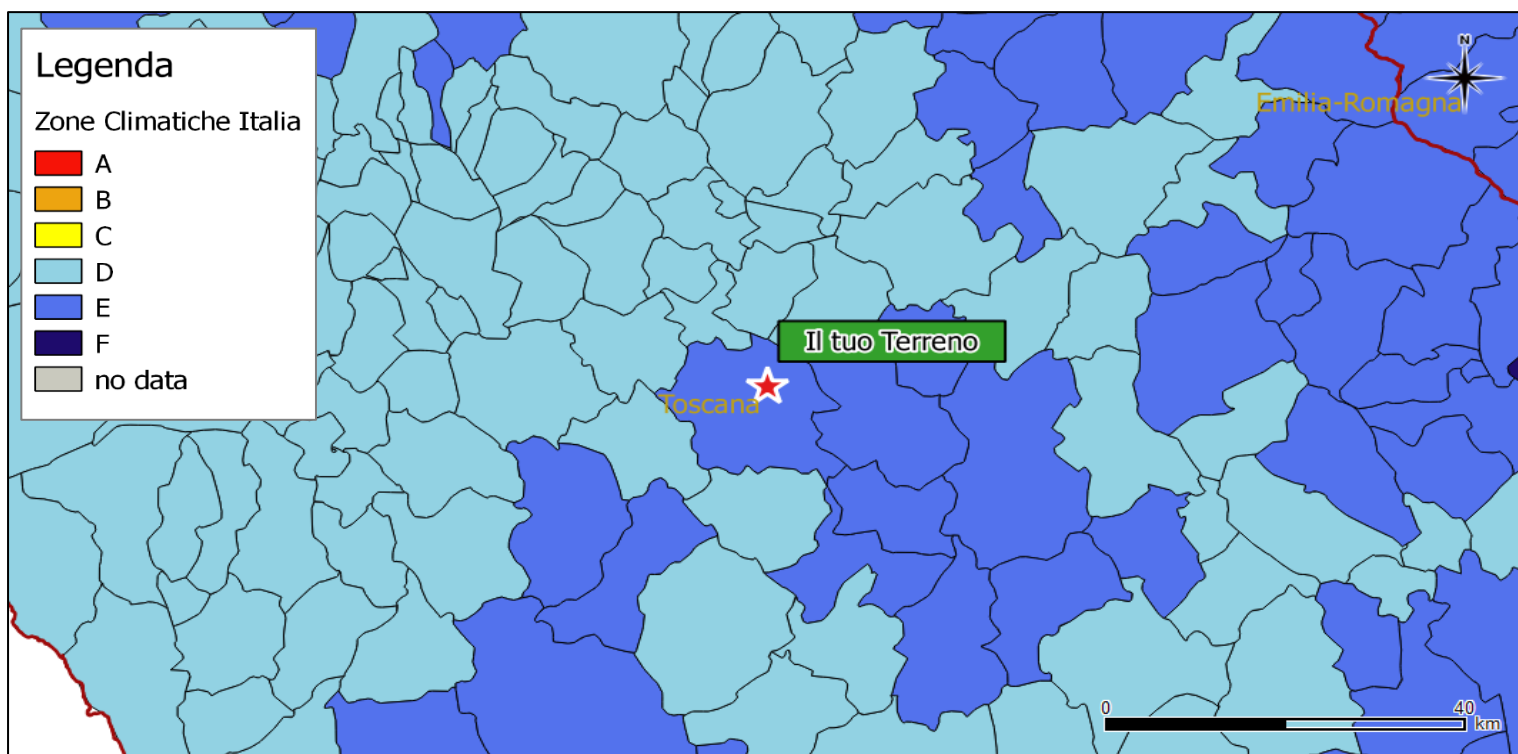 Legenda
Zone Climatiche Italia
A
B
C
D
E
F
no data
N
Emilia-Romagna
Il tuo Terreno
Toscana
0 40
km